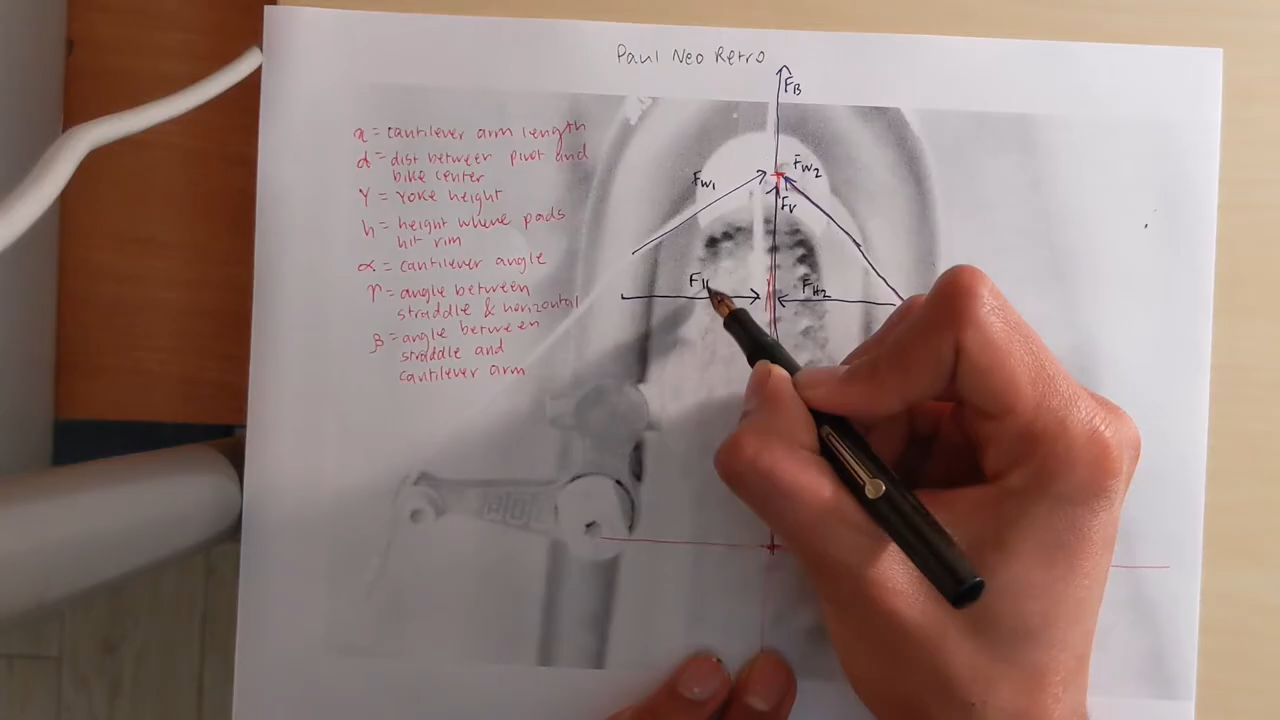 Paul Neo Retro
FB
a = cantilever arm length
d = dist between pivot and
bike center
Y = Yoke height
h = height where pads
hit rim
α = cantilever angle
γ = angle between
straddle & horizontal
β = angle between
straddle and
cantilever arm
FW1
FW2
FV
FH2